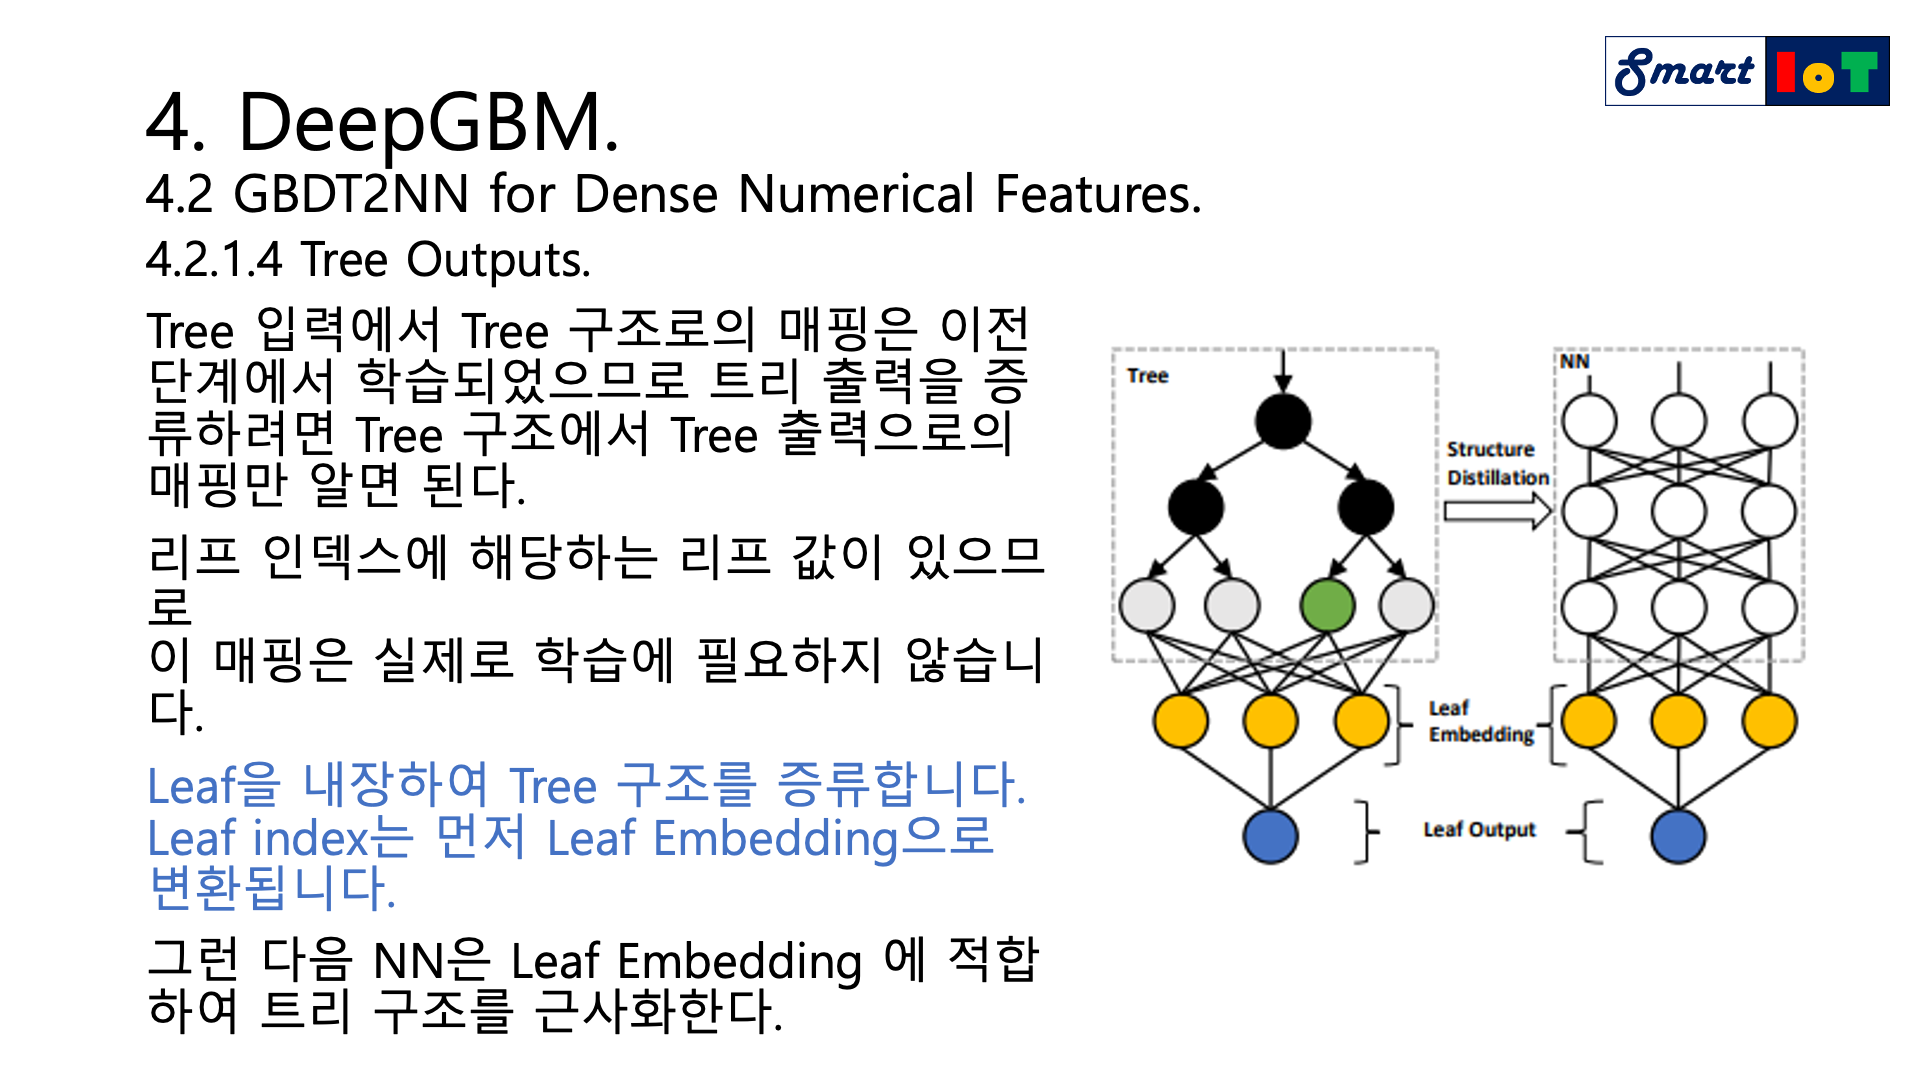 Smart IoT
4. DeepGBM.
4.2 GBDT2NN for Dense Numerical Features.
4.2.1.4 Tree Outputs.
Tree 입력에서 Tree 구조로의 매핑은 이전
단계에서 학습되었으므로 트리 출력을 증
류하려면 Tree 구조에서 Tree 출력으로의
매핑만 알면 된다.
리프 인덱스에 해당하는 리프 값이 있으므
로
이 매핑은 실제로 학습에 필요하지 않습니
다.
Leaf을 내장하여 Tree 구조를 증류합니다.
Leaf index는 먼저 Leaf Embedding으로
변환됩니다.
그런 다음 NN은 Leaf Embedding 에 적합
하여 트리 구조를 근사화한다.
Tree
NN
Structure
Distillation
Leaf
Embedding
Leaf Output